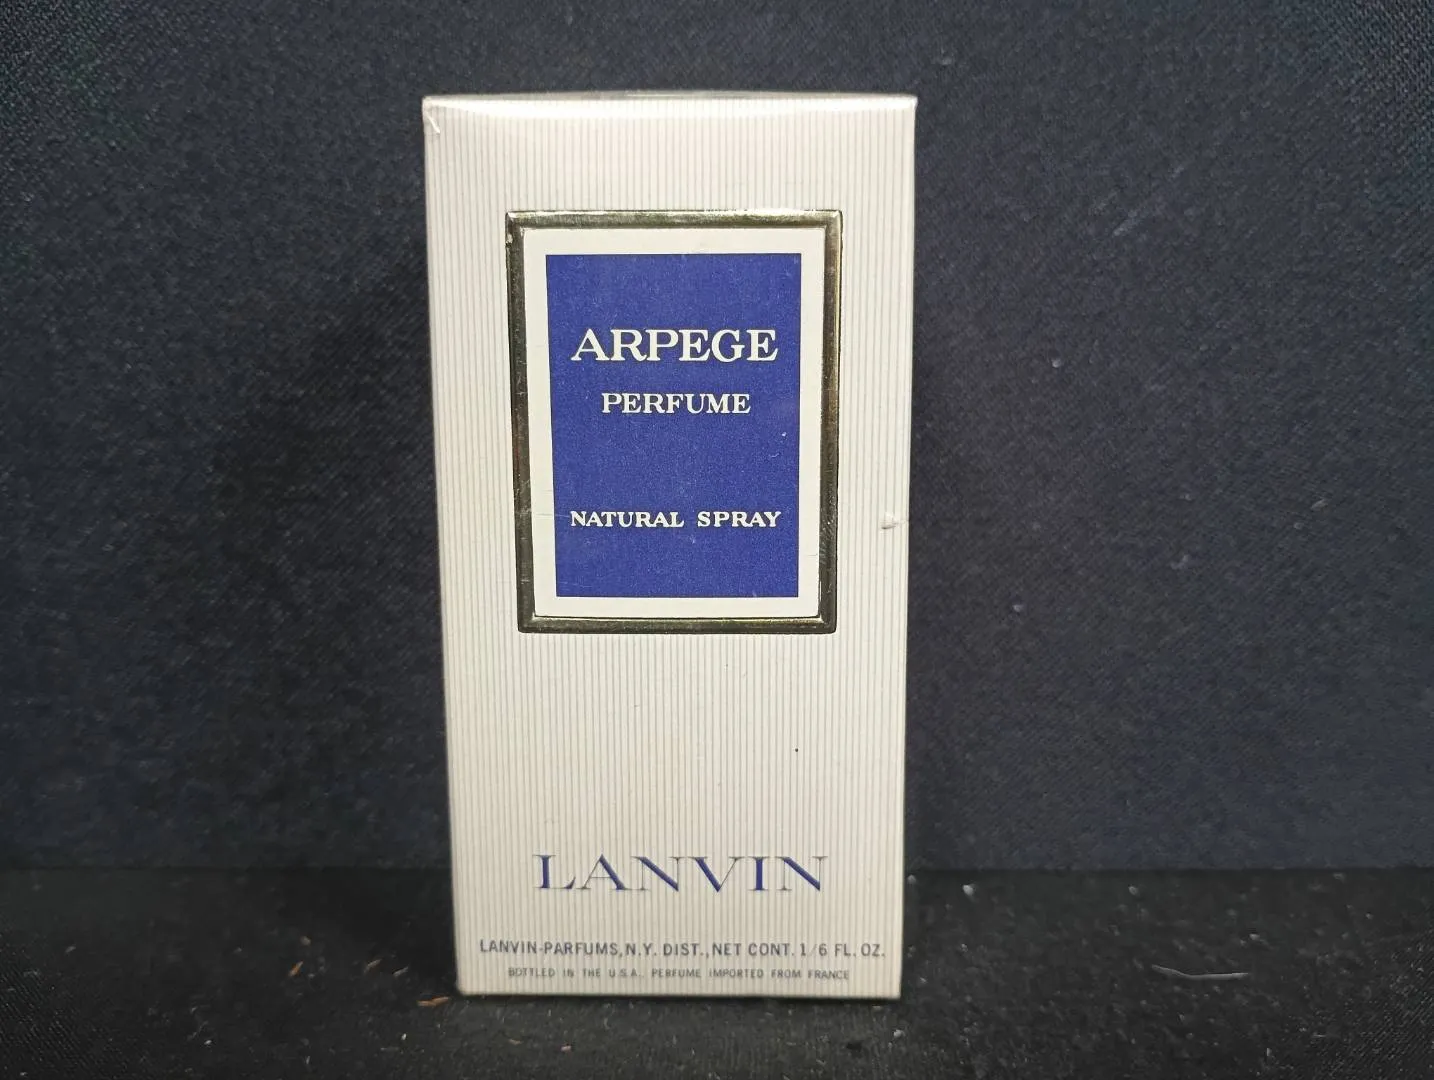 ARPEGE
PERFUME
NATURAL SPRAY
LANVIN
LANVIN-PARFUMS, N.Y. DIST., NET CONT. 1/6 FL. OZ.
BOTTLED IN THE U.S.A. PERFUME IMPORTED FROM FRANCE